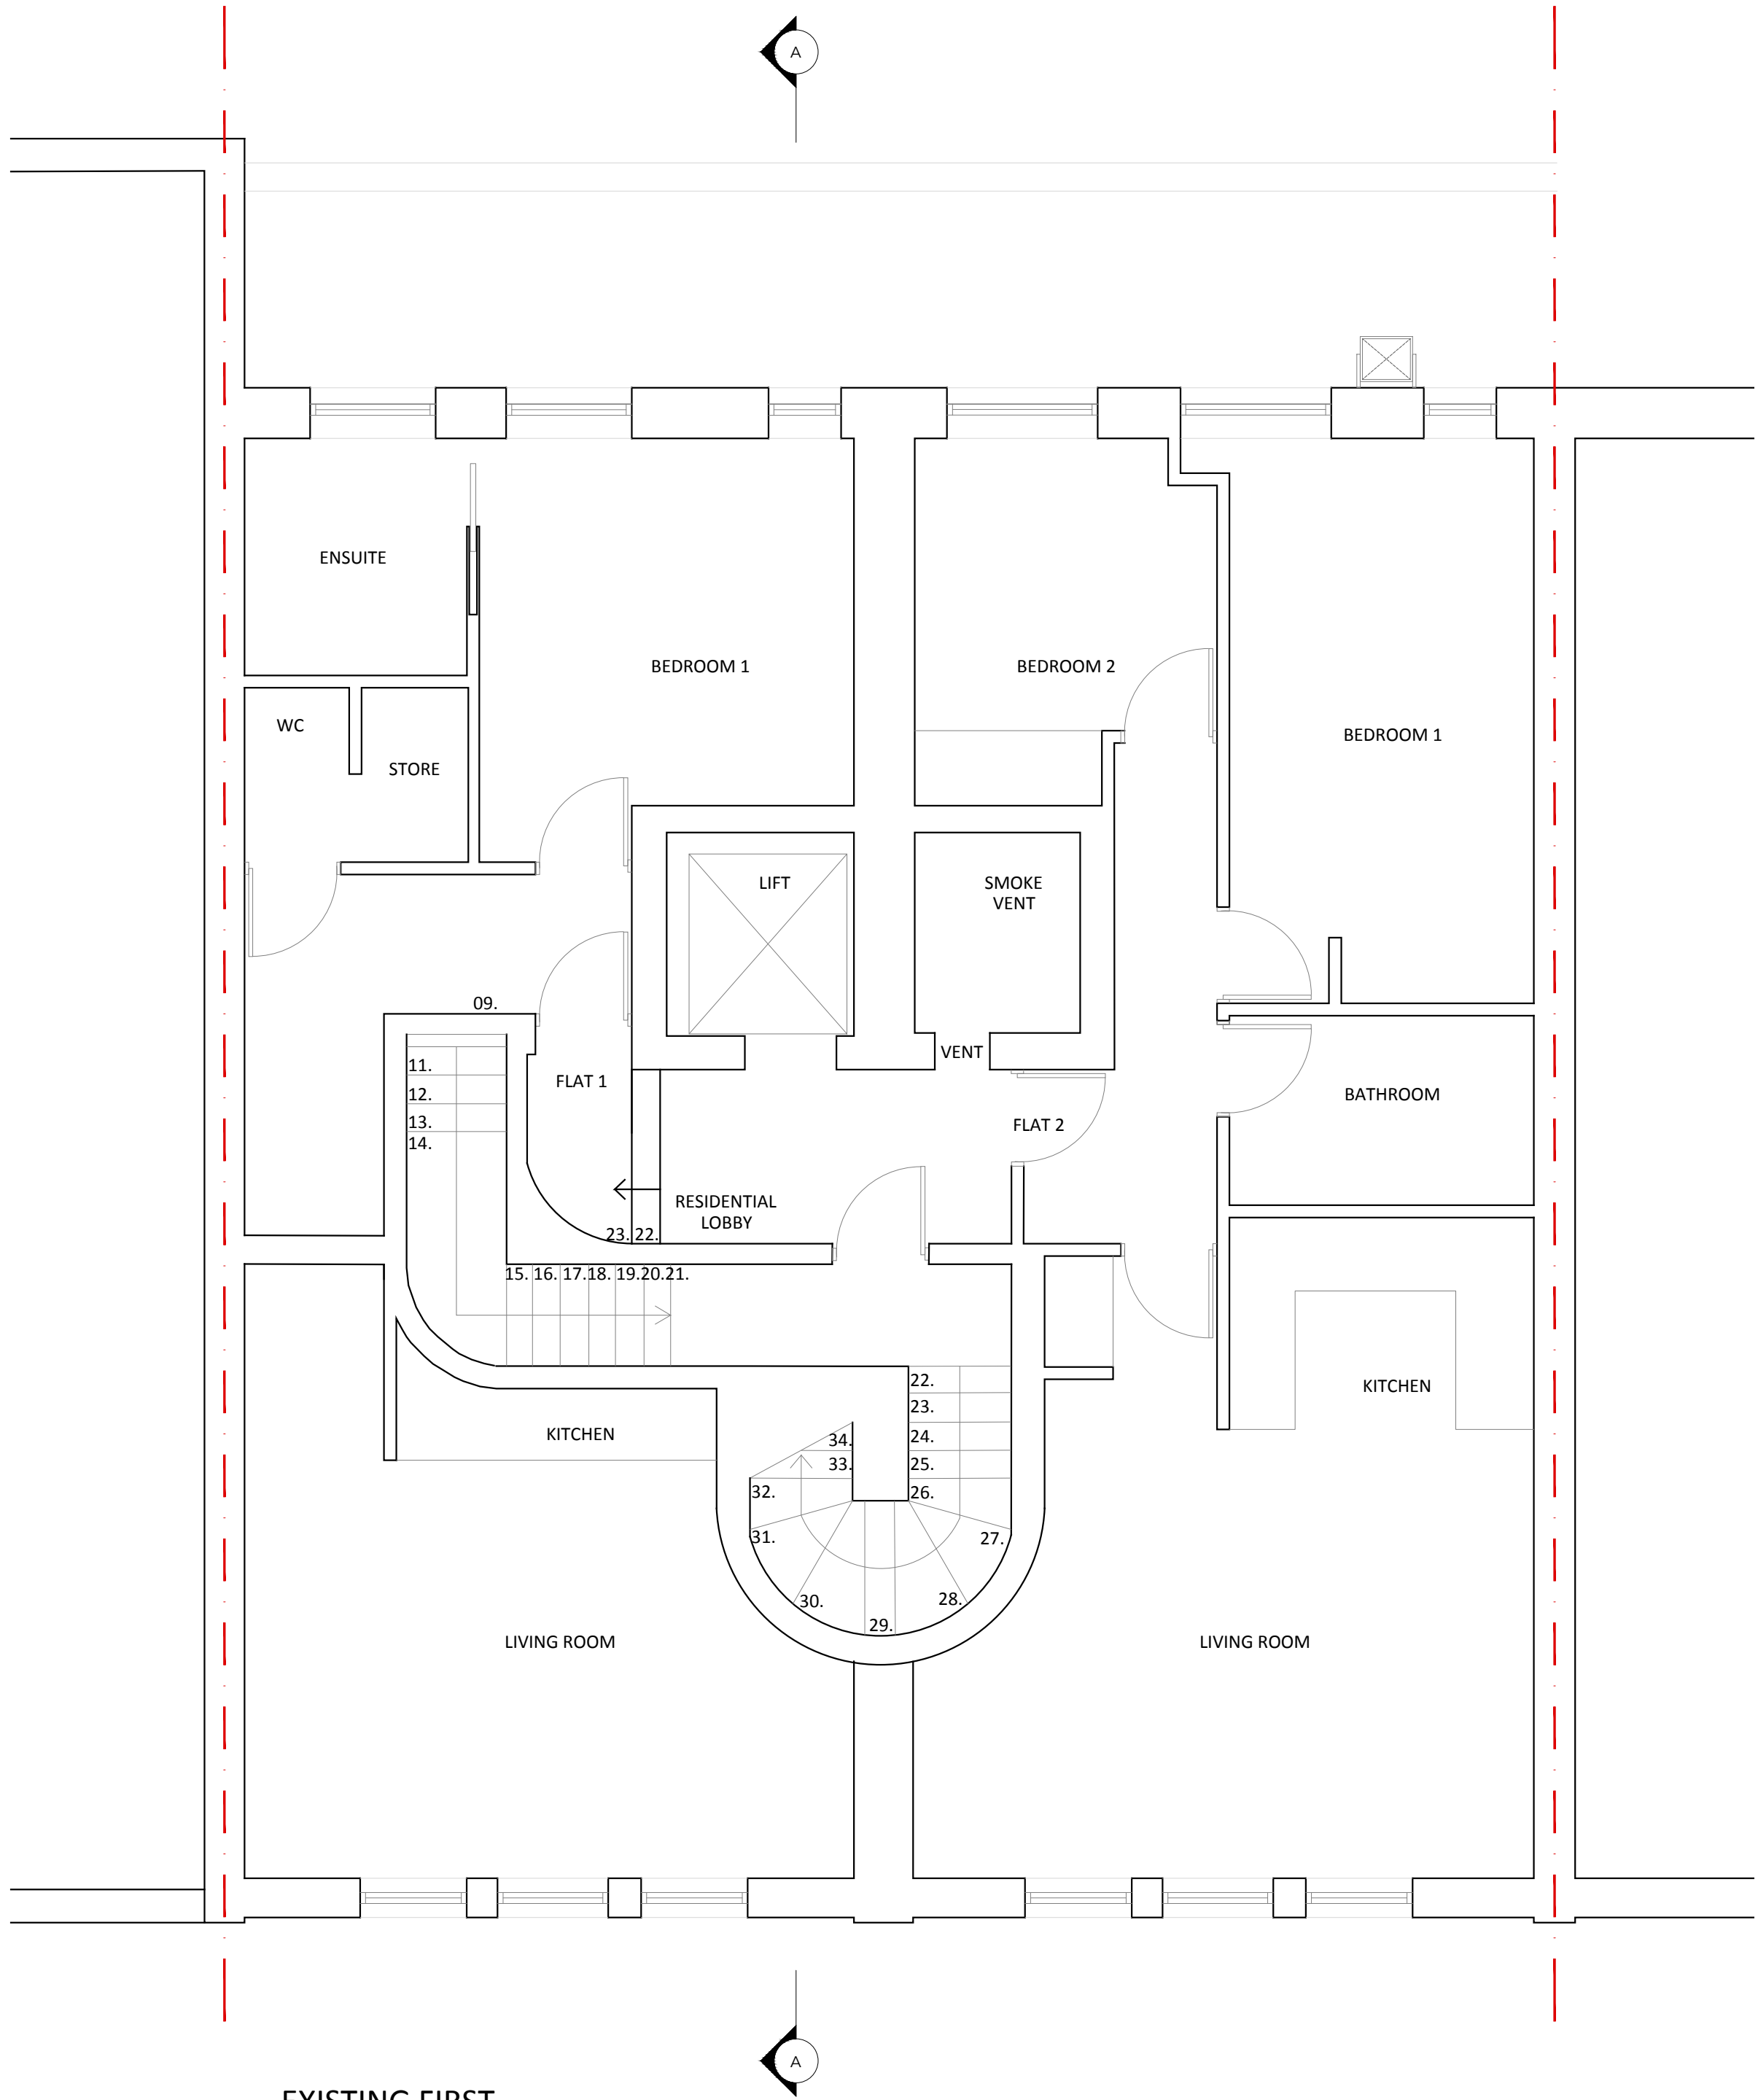 A
ENSUITE
BEDROOM 1
BEDROOM 2
WC
BEDROOM 1
STORE
LIFT
SMOKE
VENT
09.
VENT
11.
FLAT 1
12.
BATHROOM
13.
FLAT 2
14.
RESIDENTIAL
LOBBY
23. 22.
15. 16. 17. 18. 19. 20. 21.
22.
KITCHEN
23.
KITCHEN
34.
24.
33.
25.
32.
26.
31.
27.
30.
28.
29.
LIVING ROOM
LIVING ROOM
A
EXISTING FIRST